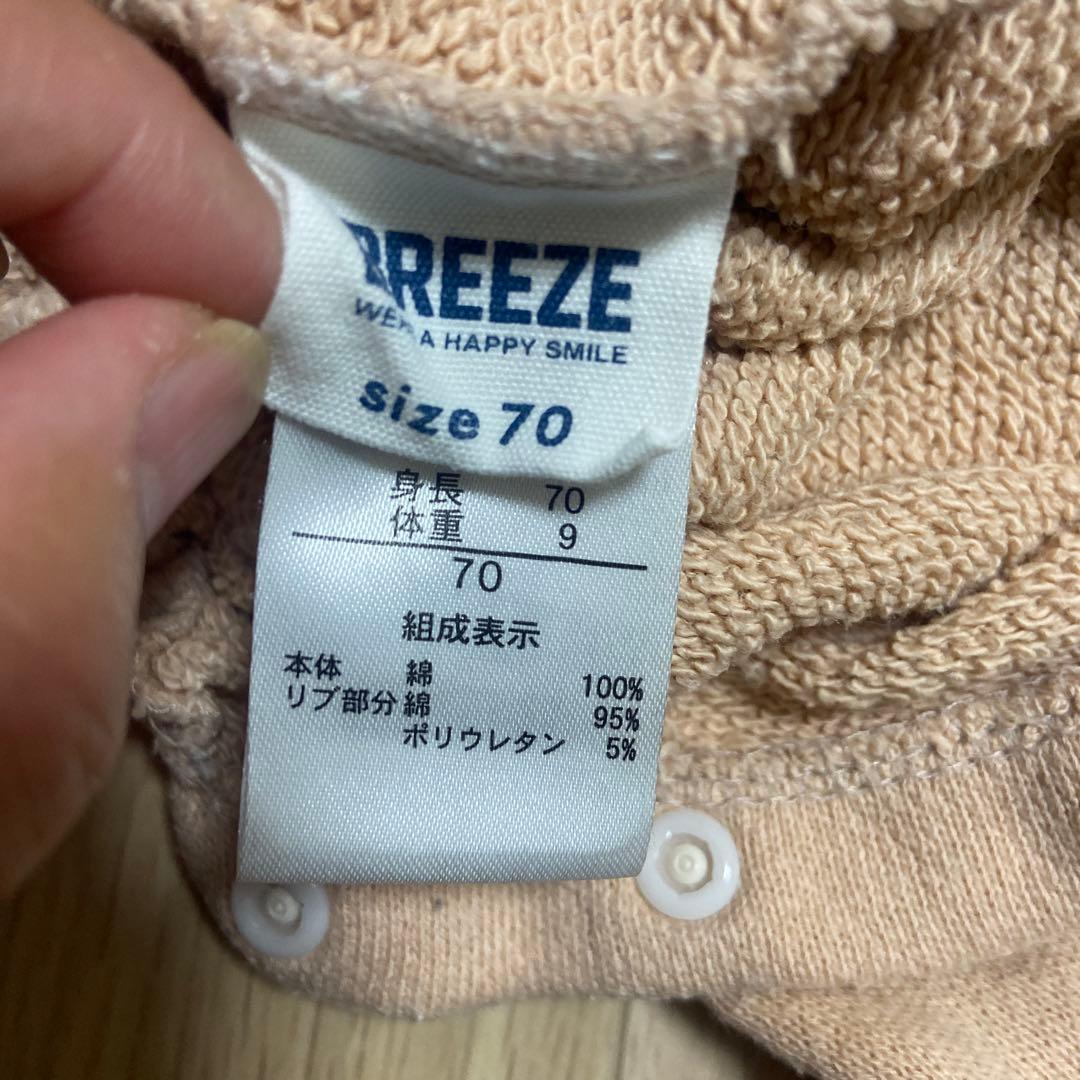 BREEZE
WEAR A HAPPY SMILE
size 70
身長 70
体重 9
70
組成表示
本体 綿 100%
リブ部分 綿 95%
ポリウレタン 5%